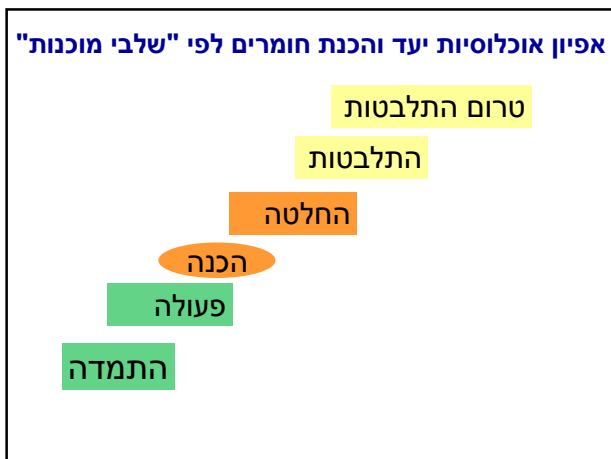 אפיון אוכלוסיות יעד והכנת חומרים לפי "שלבי מוכנות"
טרום התלבטות
התלבטות
החלטה
הכנה
פעולה
התמדה